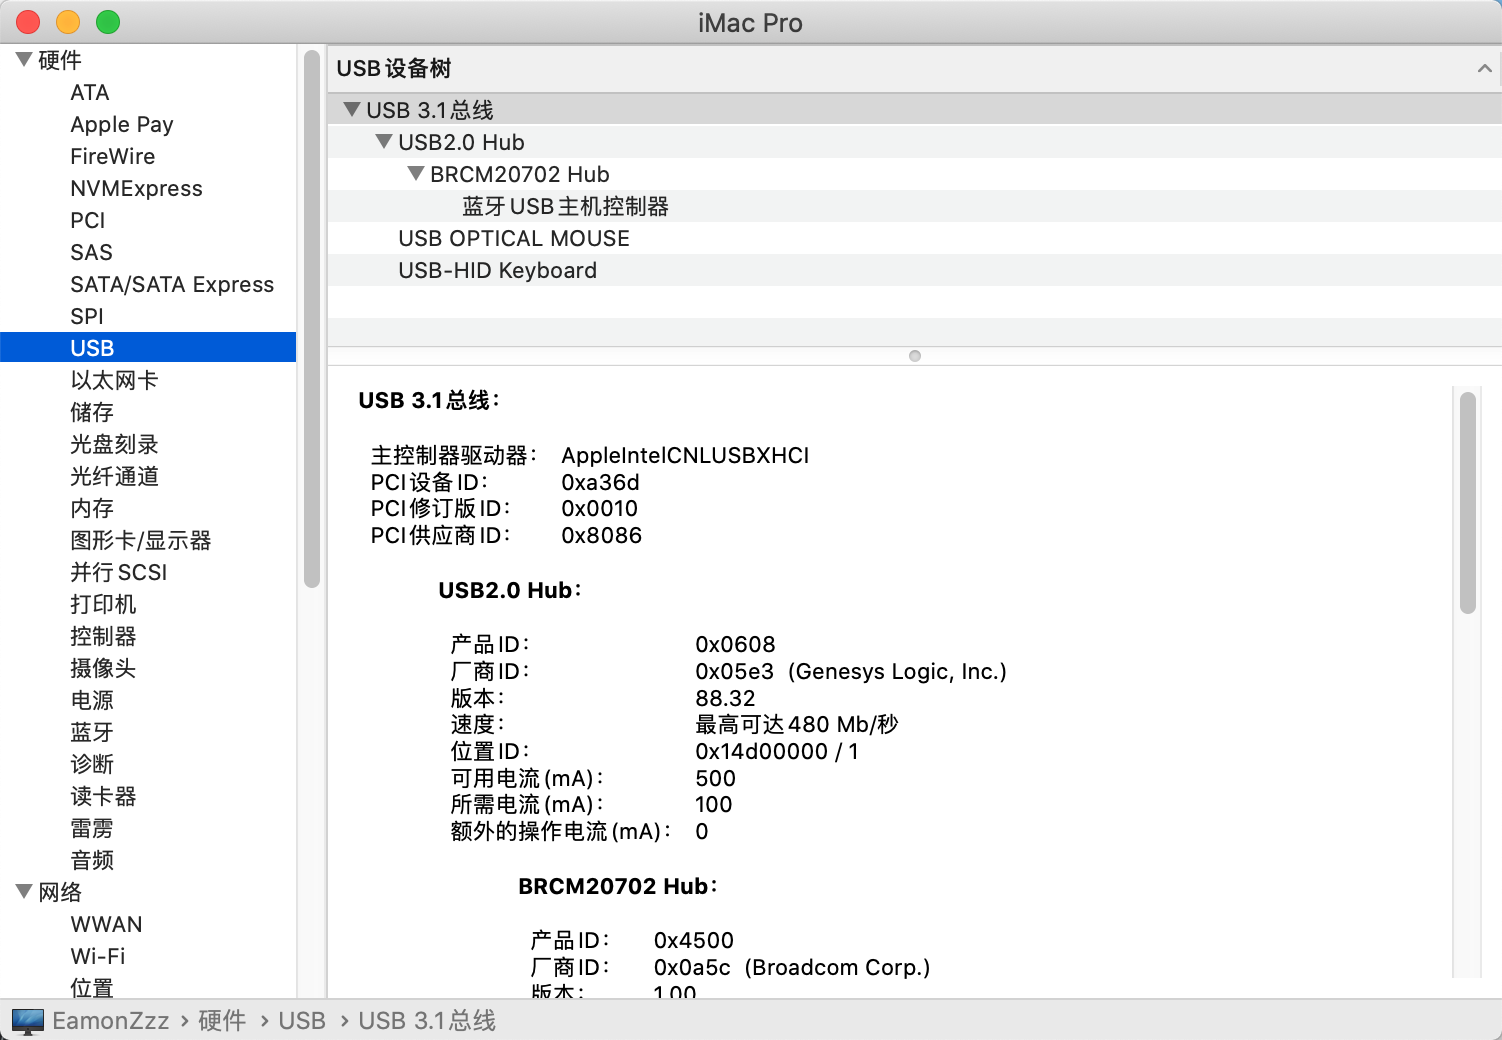 iMac Pro
硬件
ATA
Apple Pay
FireWire
NVMExpress
PCI
SAS
SATA/SATA Express
SPI
USB
以太网卡
储存
光盘刻录
光纤通道
内存
图形卡/显示器
并行SCSI
打印机
控制器
摄像头
电源
蓝牙
诊断
读卡器
雷雳
音频
网络
WWAN
Wi-Fi
位置
USB设备树
USB 3.1总线
USB2.0 Hub
BRCM20702 Hub
蓝牙USB主机控制器
USB OPTICAL MOUSE
USB-HID Keyboard
USB 3.1总线：
主控制器驱动器： AppleIntelCNLUSBXHCI
PCI设备ID： 0xa36d
PCI修订版ID： 0x0010
PCI供应商ID： 0x8086
USB2.0 Hub：
产品ID： 0x0608
厂商ID： 0x05e3 (Genesys Logic, Inc.)
版本： 88.32
速度： 最高可达480 Mb/秒
位置ID： 0x14d00000 / 1
可用电流(mA)： 500
所需电流(mA)： 100
额外的操作电流(mA)： 0
BRCM20702 Hub：
产品ID： 0x4500
厂商ID： 0x0a5c (Broadcom Corp.)
版本： 1.00
EamonZzz › 硬件 › USB › USB 3.1总线